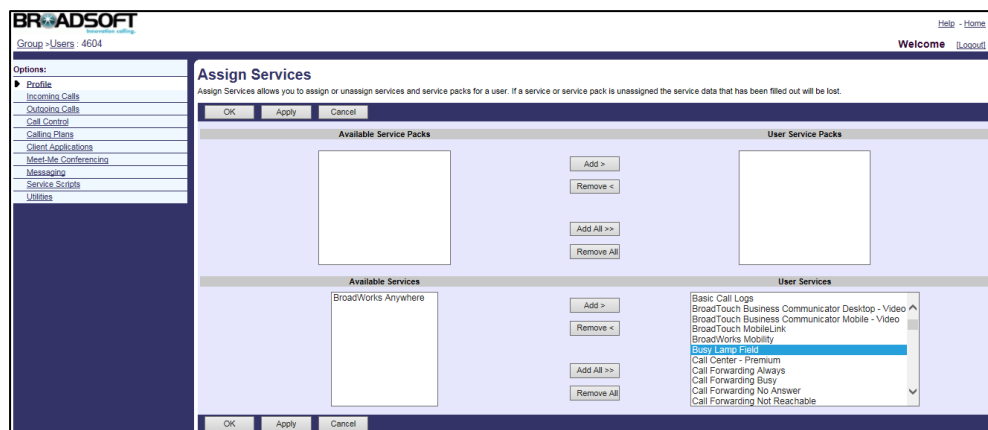 BROADSOFT
innovation calling.
Help - Home
Group >Users : 4604
Welcome [Logout]
Options:
Profile
Incoming Calls
Outgoing Calls
Call Control
Calling Plans
Client Applications
Meet-Me Conferencing
Messaging
Service Scripts
Utilities
Assign Services
Assign Services allows you to assign or unassign services and service packs for a user. If a service or service pack is unassigned the service data that has been filled out will be lost.
OK Apply Cancel
Available Service Packs User Service Packs
Add >
Remove <
Add All >>
Remove All
Available Services User Services
BroadWorks Anywhere
Add >
Remove <
Add All >>
Remove All
Basic Call Logs
BroadTouch Business Communicator Desktop - Video
BroadTouch Business Communicator Mobile - Video
BroadTouch MobileLink
BroadWorks Mobility
Busy Lamp Field
Call Center - Premium
Call Forwarding Always
Call Forwarding Busy
Call Forwarding No Answer
Call Forwarding Not Reachable
OK Apply Cancel